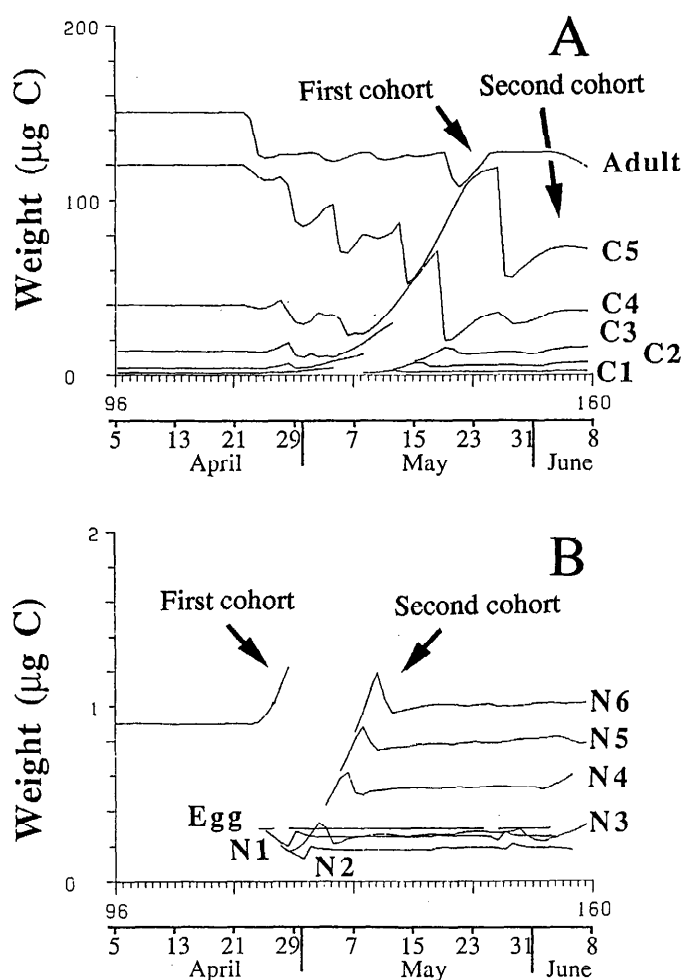 200
A
First cohort
Second cohort
Adult
Weight (µg C)
100
C5
C4
C3
C2
C1
0
96
160
5 13 21 29 7 15 23 31 8
April May June
2
B
First cohort
Second cohort
Weight (µg C)
1
N6
N5
N4
Egg
N3
N1
N2
0
96
160
5 13 21 29 7 15 23 31 8
April May June